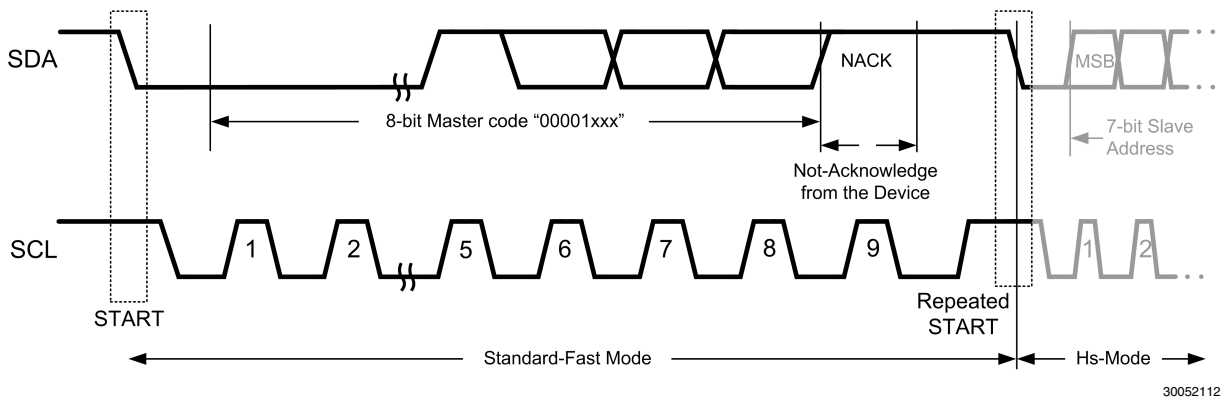 SDA
NACK
MSB
8-bit Master code “00001xxx”
7-bit Slave
Address
Not-Acknowledge
from the Device
SCL
1 2 5 6 7 8 9 1 2
START
Repeated
START
Standard-Fast Mode
Hs-Mode
30052112